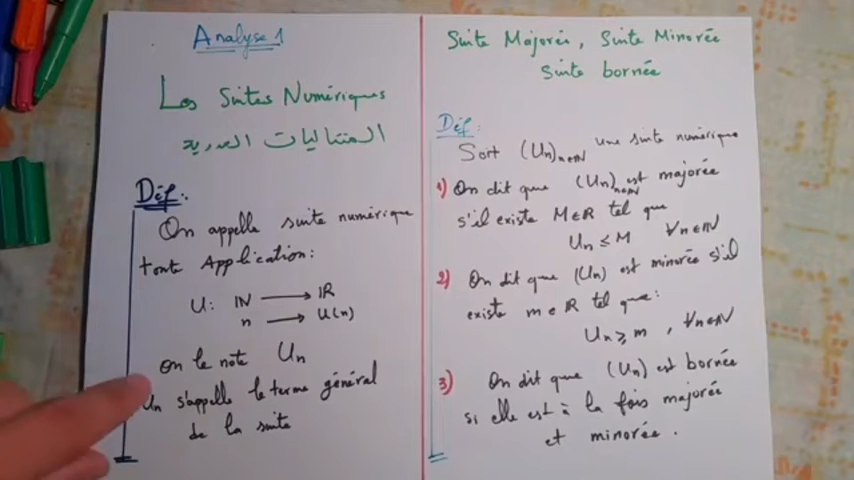 Analyse 1
Les Suites Numériques
المتتاليات العددية
Déf:
On appelle suite numérique
toute Application:
U: IN → IR
n → U(n)
on le note Un
Un s'appelle le terme général
de la suite
Suite Majorée, Suite Minorée
Suite bornée
Déf:
Soit (Un)n∈IN une suite numérique
1) On dit que (Un)n∈IN est majorée
s'il existe M∈IR tel que
Un ≤ M ∀n∈IN
2) On dit que (Un) est minorée s'il
existe m∈IR tel que:
Un ≥ m , ∀n∈IN
3) On dit que (Un) est bornée
si elle est à la fois majorée
et minorée.